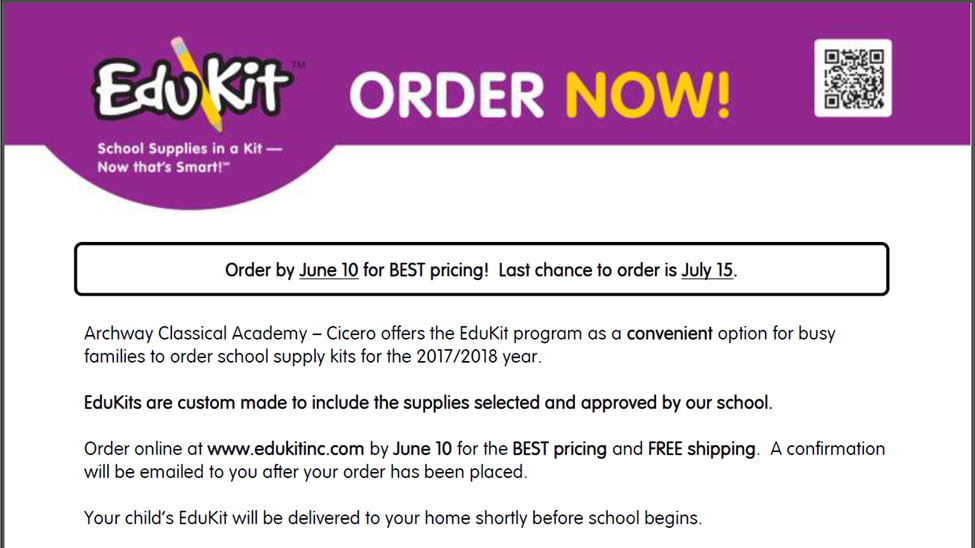 EduKit™
ORDER NOW!
School Supplies in a Kit —
Now that's Smart!™
Order by June 10 for BEST pricing! Last chance to order is July 15.
Archway Classical Academy – Cicero offers the EduKit program as a convenient option for busy
families to order school supply kits for the 2017/2018 year.
EduKits are custom made to include the supplies selected and approved by our school.
Order online at www.edukitinc.com by June 10 for the BEST pricing and FREE shipping. A confirmation
will be emailed to you after your order has been placed.
Your child's EduKit will be delivered to your home shortly before school begins.